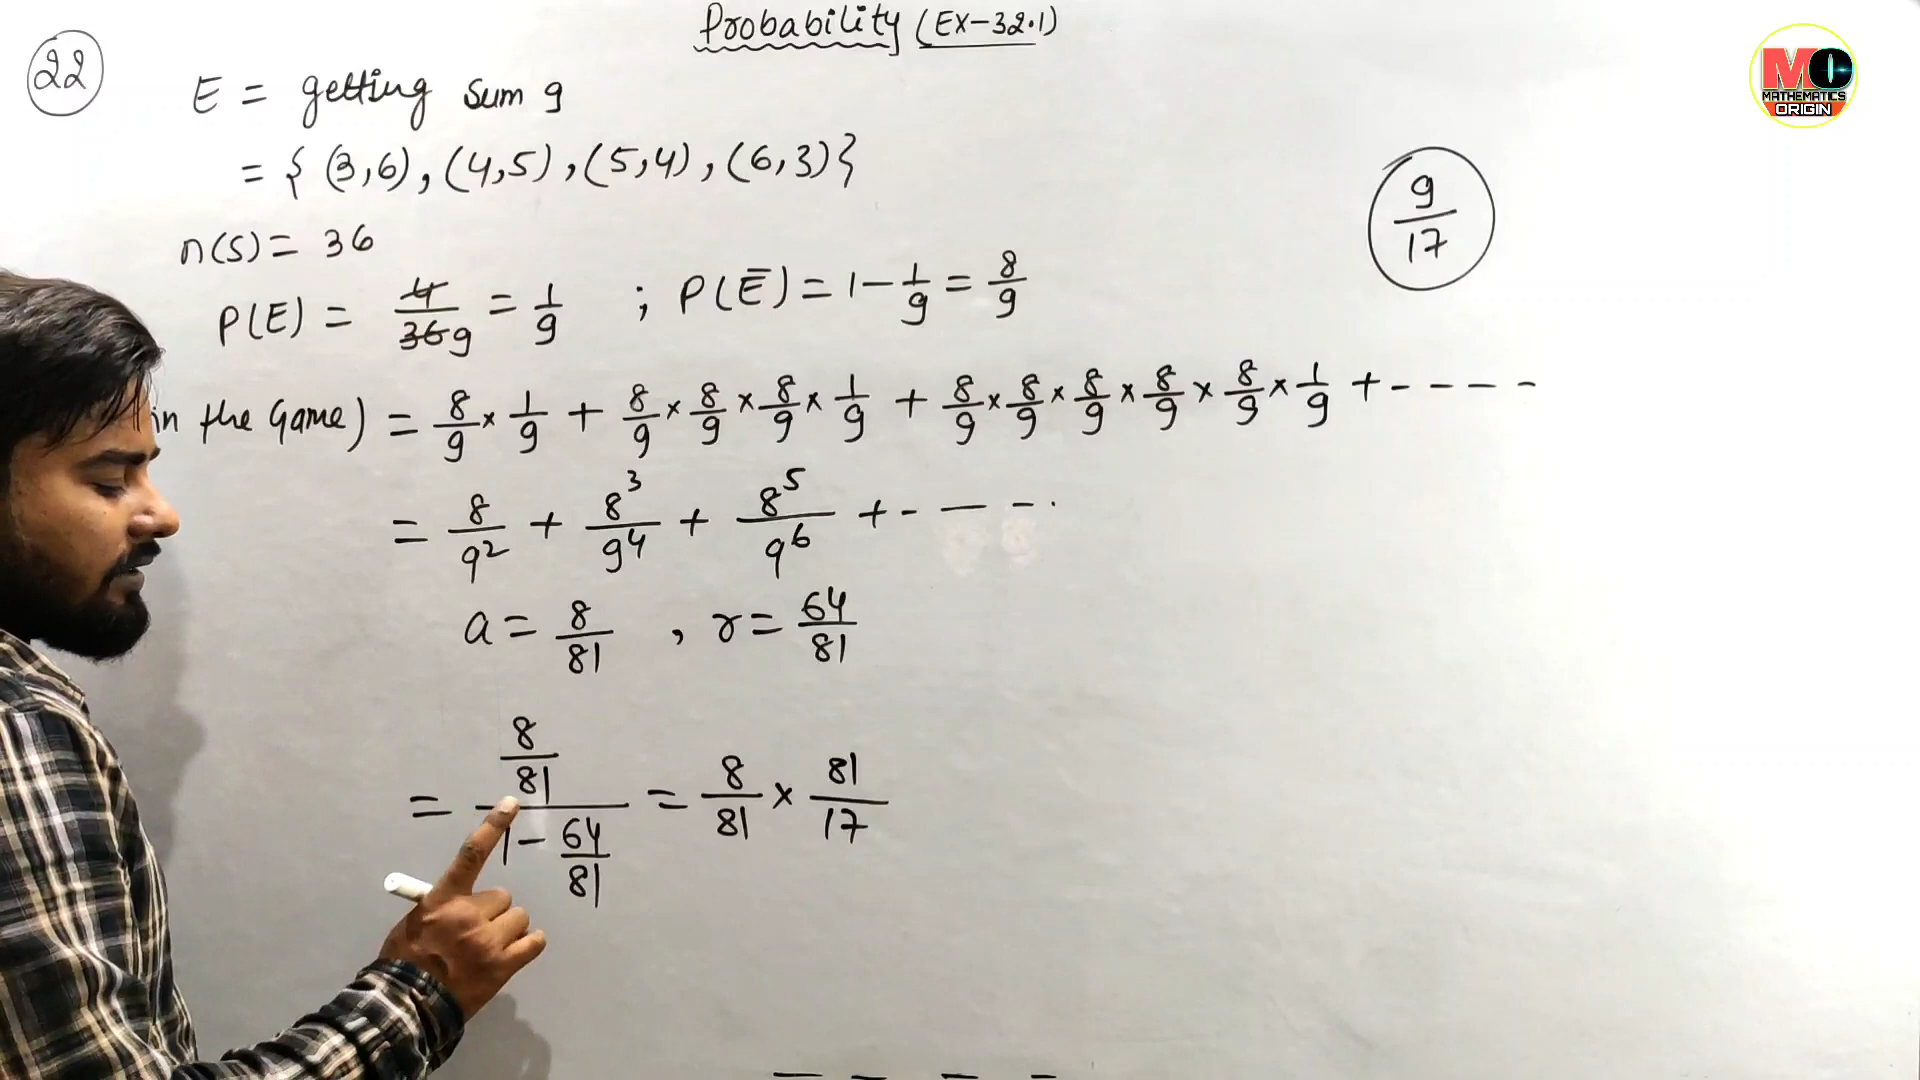 Probability (EX-32.1)
22
E = getting sum 9
= { (3,6), (4,5), (5,4), (6,3)}
n(S) = 36
P(E) = 4/36 9 = 1/9 ; P(Ē) = 1 - 1/9 = 8/9
in the Game) = 8/9 × 1/9 + 8/9 × 8/9 × 8/9 × 1/9 + 8/9 × 8/9 × 8/9 × 8/9 × 8/9 × 1/9 + - - - -
= 8/9² + 8³/9⁴ + 8⁵/9⁶ + - - - .
a = 8/81 , r = 64/81
= (8/81)/(1 - 64/81) = 8/81 × 81/17
9/17
MO
MATHEMATICS
ORIGIN